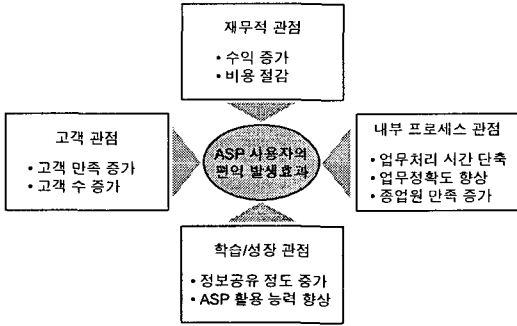 재무적 관점
• 수익 증가
• 비용 절감
고객 관점
• 고객 만족 증가
• 고객 수 증가
ASP 사용자의
편익 발생효과
내부 프로세스 관점
• 업무처리 시간 단축
• 업무정확도 향상
• 종업원 만족 증가
학습/성장 관점
• 정보공유 정도 증가
• ASP 활용 능력 향상